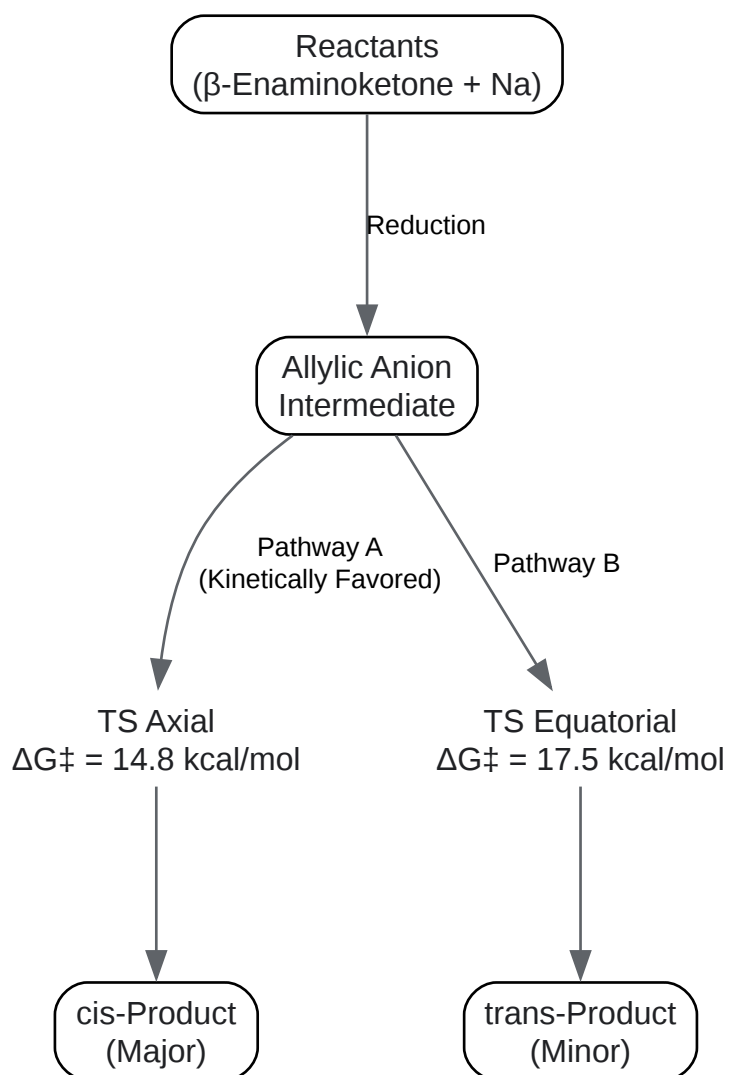 Reactants
(β-Enaminoketone + Na)
Reduction
Allylic Anion
Intermediate
Pathway A
(Kinetically Favored)
Pathway B
TS Axial
ΔG‡ = 14.8 kcal/mol
TS Equatorial
ΔG‡ = 17.5 kcal/mol
cis-Product
(Major)
trans-Product
(Minor)